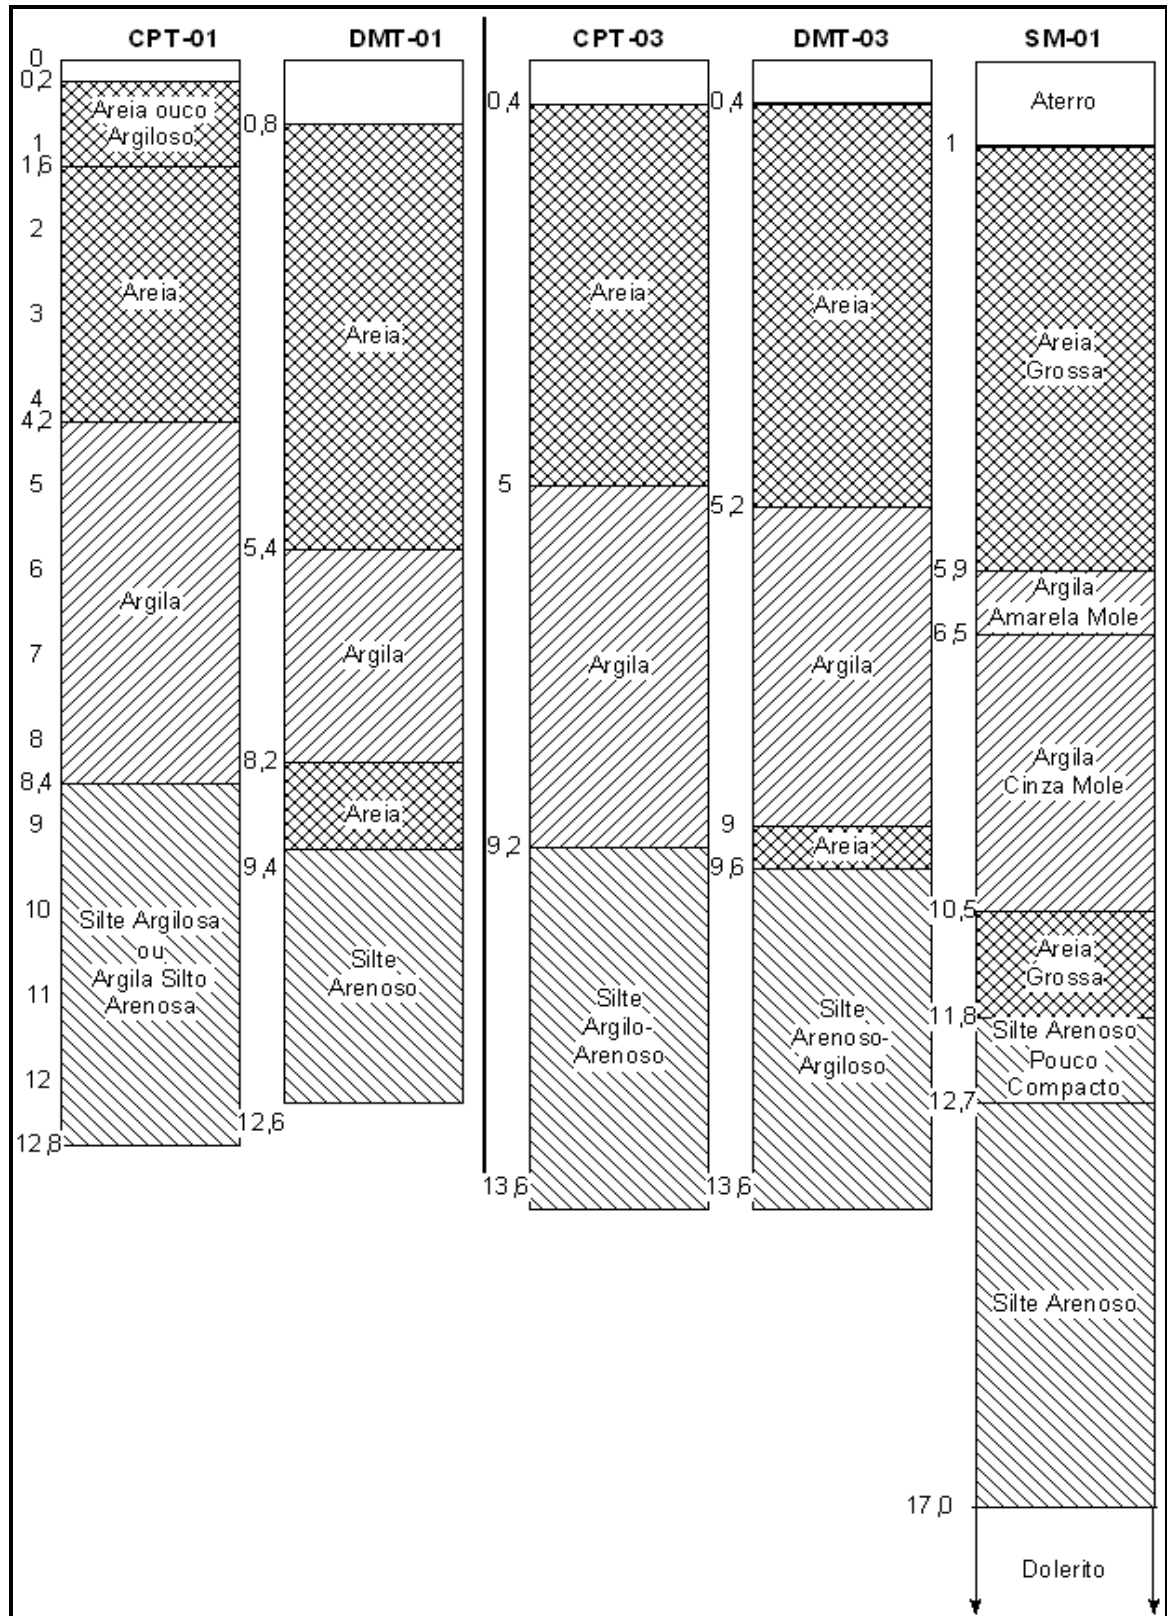 CPT-01
DMT-01
CPT-03
DMT-03
SM-01
0
0,2
Areia ouco
Argiloso
1
1,6
2
Areia
3
4
4,2
5
6
Argila
7
8
8,4
9
10
Silte Argilosa
ou
Argila Silto
Arenosa
11
12
12,8
0,8
Areia
5,4
Argila
8,2
Areia
9,4
Silte
Arenoso
12,6
0,4
Areia
5
Argila
9,2
Silte
Argilo-
Arenoso
13,6
0,4
Areia
5,2
Argila
9
Areia
9,6
Silte
Arenoso-
Argiloso
13,6
Aterro
1
Areia
Grossa
5,9
Argila
Amarela Mole
6,5
Argila
Cinza Mole
10,5
Areia
Grossa
11,8
Silte Arenoso
Pouco
Compacto
12,7
Silte Arenoso
17,0
Dolerito